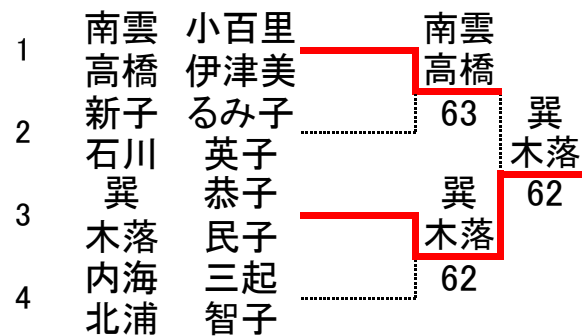 1
南雲 小百里
高橋 伊津美
2
新子 るみ子
石川 英子
3
巽 恭子
木落 民子
4
内海 三起
北浦 智子
南雲
高橋
63
巽
木落
62
巽
木落
62